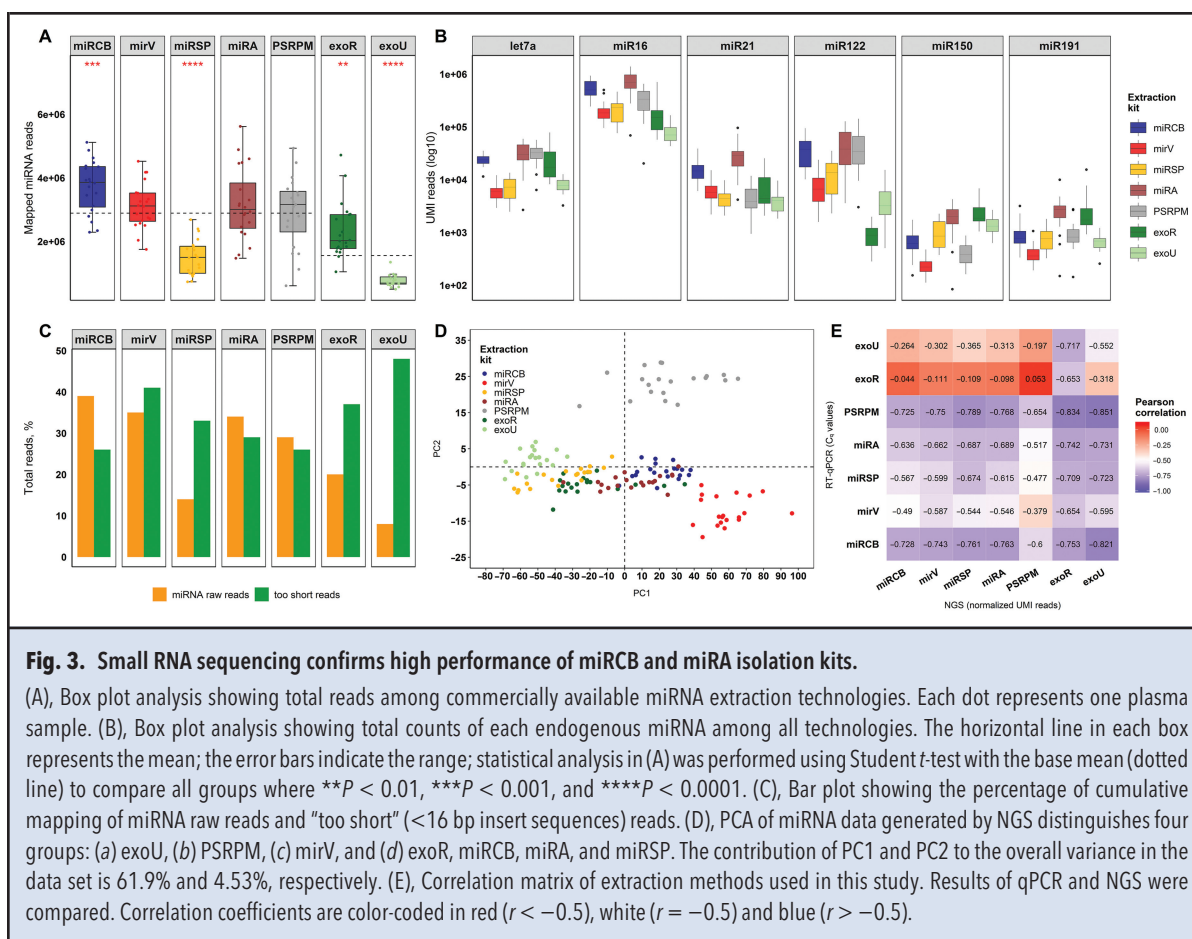 A
miRCB mirV miRSP miRA PSRPM exoR exoU
*** **** ** ****
Mapped miRNA reads
6e+06
4e+06
2e+06
B
let7a miR16 miR21 miR122 miR150 miR191
UMI reads (log10)
1e+06
1e+05
1e+04
1e+03
1e+02
Extraction
kit
miRCB
mirV
miRSP
miRA
PSRPM
exoR
exoU
C
miRCB mirV miRSP miRA PSRPM exoR exoU
Total reads, %
50
40
30
20
10
0
miRNA raw reads too short reads
D
Extraction
kit
miRCB
mirV
miRSP
miRA
PSRPM
exoR
exoU
PC2
35
25
15
5
-5
-15
-25
-80 -70 -60 -50 -40 -30 -20 -10 0 10 20 30 40 50 60 70 80 90 100
PC1
E
RT-qPCR (Cq values)
exoU −0.264 −0.302 −0.365 −0.313 −0.197 −0.717 −0.552
exoR −0.044 −0.111 −0.109 −0.098 0.053 −0.653 −0.318
PSRPM −0.725 −0.75 −0.789 −0.768 −0.654 −0.834 −0.851
miRA −0.636 −0.662 −0.687 −0.689 −0.517 −0.742 −0.731
miRSP −0.567 −0.599 −0.674 −0.615 −0.477 −0.709 −0.723
mirV −0.49 −0.587 −0.544 −0.546 −0.379 −0.654 −0.595
miRCB −0.728 −0.743 −0.761 −0.763 −0.6 −0.753 −0.821
miRCB mirV miRSP miRA PSRPM exoR exoU
NGS (normalized UMI reads)
Pearson
correlation
0.00
−0.25
−0.50
−0.75
−1.00
Fig. 3. Small RNA sequencing confirms high performance of miRCB and miRA isolation kits.
(A), Box plot analysis showing total reads among commercially available miRNA extraction technologies. Each dot represents one plasma
sample. (B), Box plot analysis showing total counts of each endogenous miRNA among all technologies. The horizontal line in each box
represents the mean; the error bars indicate the range; statistical analysis in (A) was performed using Student t-test with the base mean (dotted
line) to compare all groups where **P < 0.01, ***P < 0.001, and ****P < 0.0001. (C), Bar plot showing the percentage of cumulative
mapping of miRNA raw reads and "too short" (<16 bp insert sequences) reads. (D), PCA of miRNA data generated by NGS distinguishes four
groups: (a) exoU, (b) PSRPM, (c) mirV, and (d) exoR, miRCB, miRA, and miRSP. The contribution of PC1 and PC2 to the overall variance in the
data set is 61.9% and 4.53%, respectively. (E), Correlation matrix of extraction methods used in this study. Results of qPCR and NGS were
compared. Correlation coefficients are color-coded in red (r < −0.5), white (r = −0.5) and blue (r > −0.5).